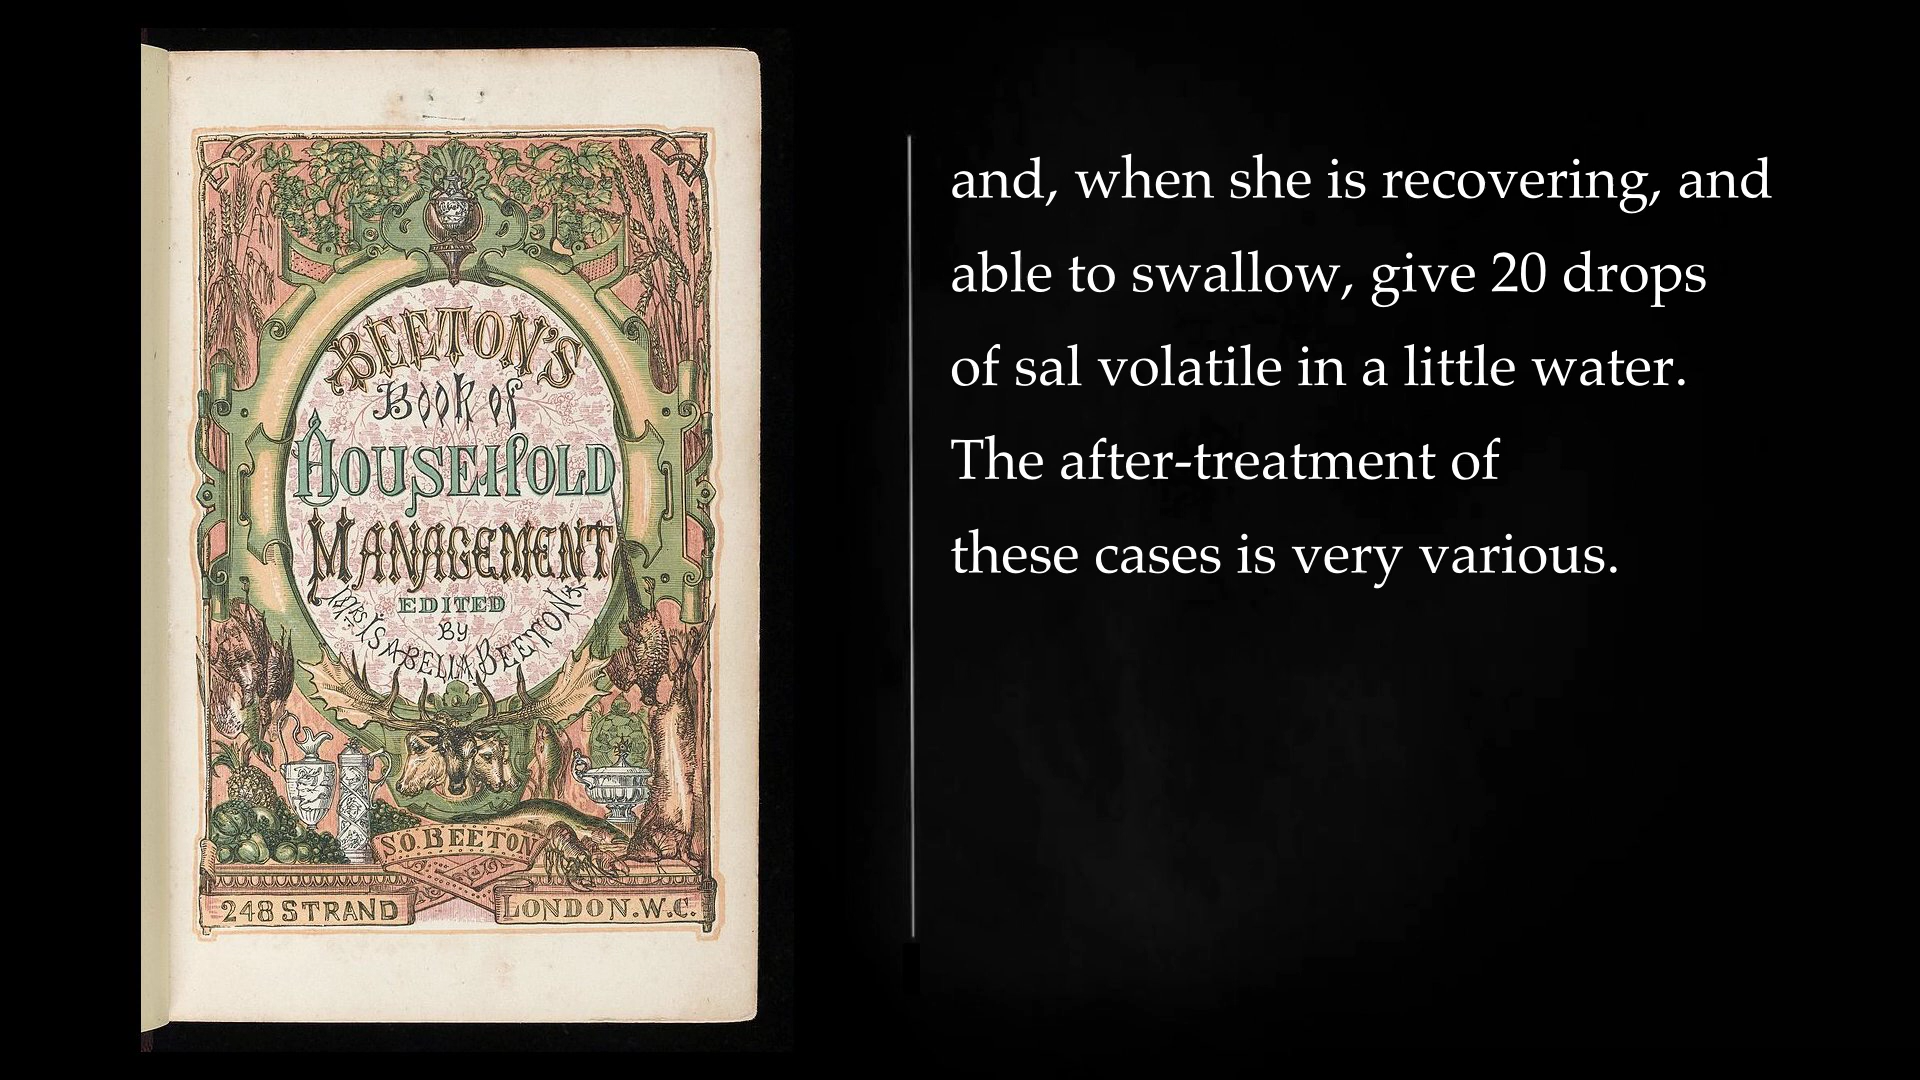 BEETON'S
Book of
HOUSEHOLD
MANAGEMENT
EDITED
By
MRS ISABELLA BEETON
S.O. BEETON
248 STRAND
LONDON. W.C.
and, when she is recovering, and
able to swallow, give 20 drops
of sal volatile in a little water.
The after-treatment of
these cases is very various.